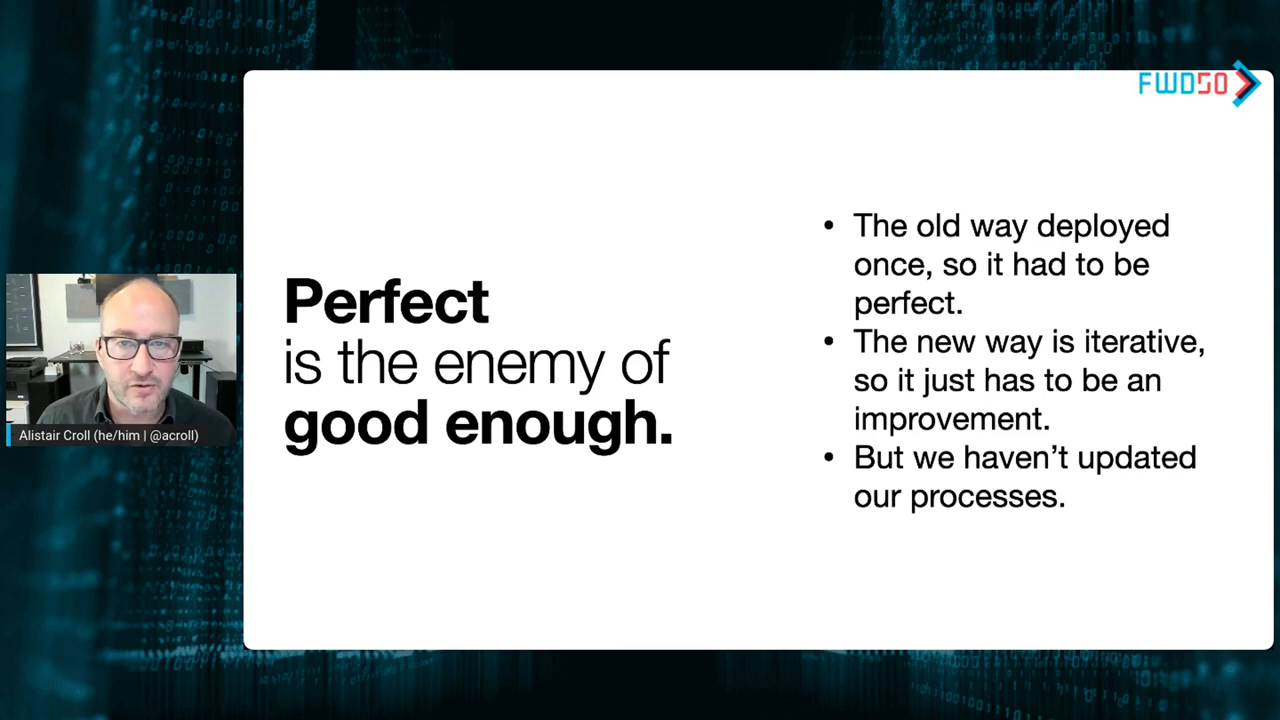 FWD50
Perfect
is the enemy of
good enough.
• The old way deployed
once, so it had to be
perfect.
• The new way is iterative,
so it just has to be an
improvement.
• But we haven’t updated
our processes.
Alistair Croll (he/him | @acroll)